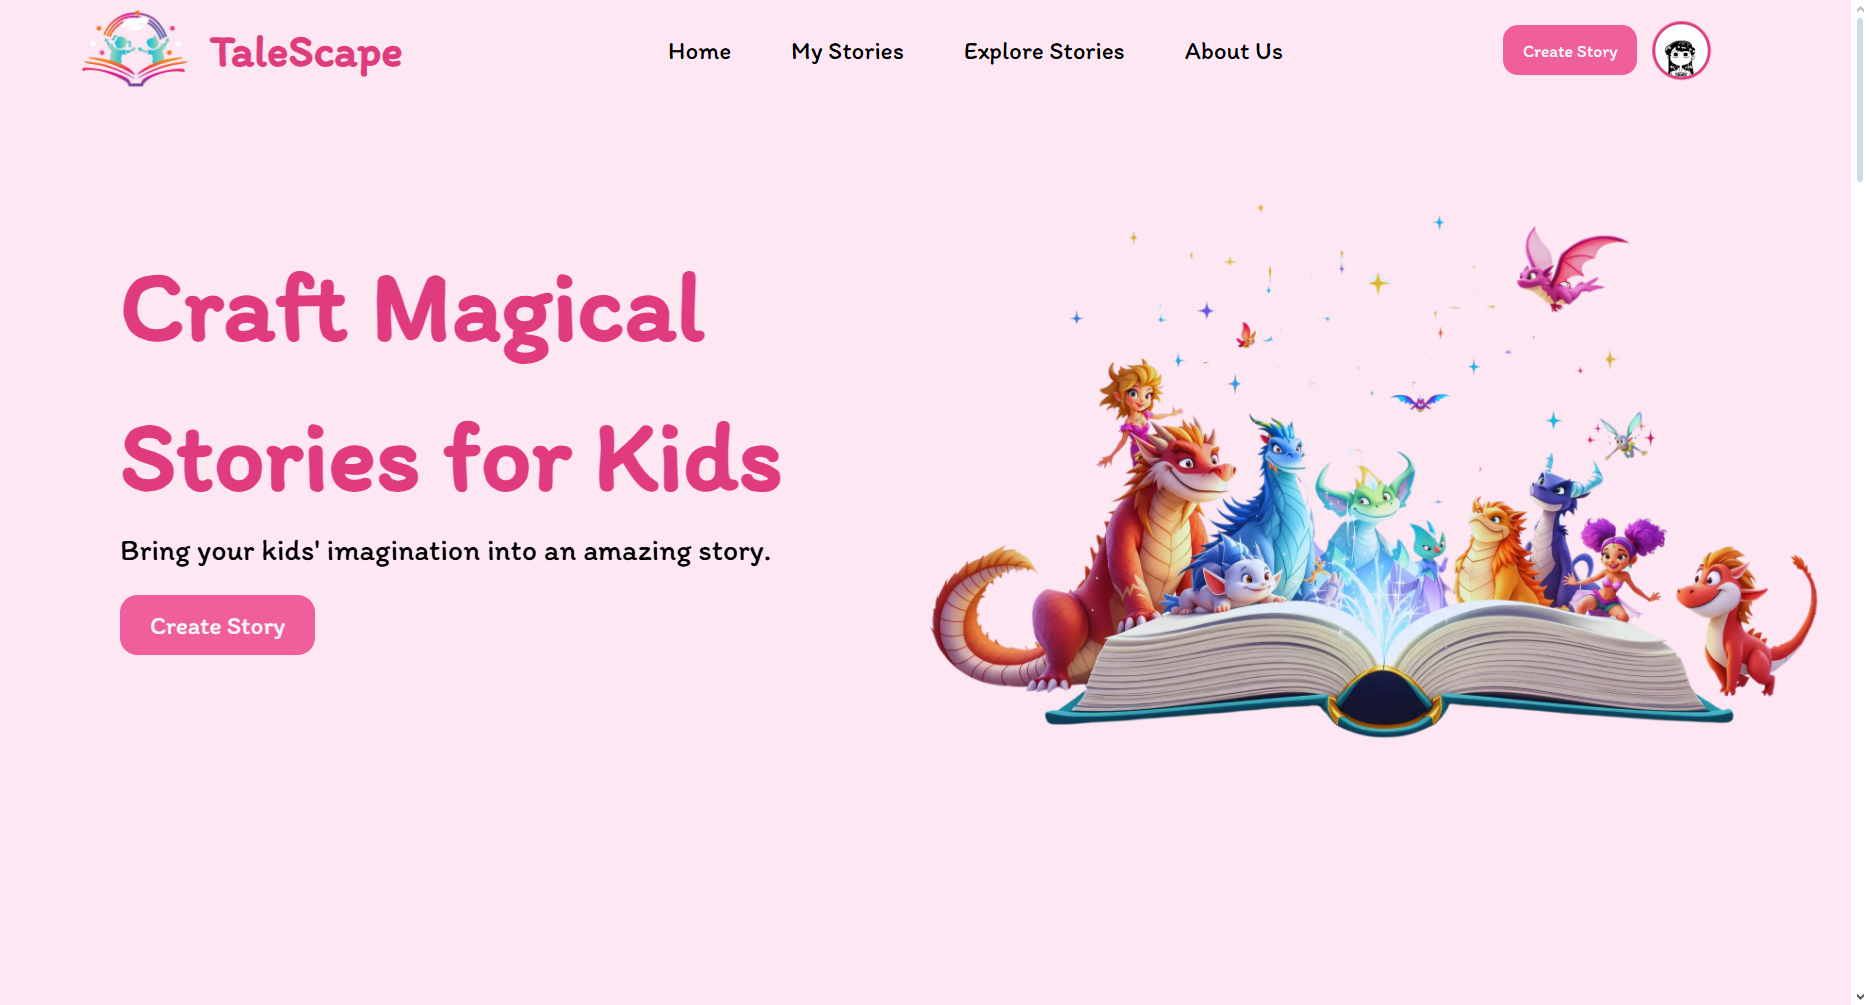 TaleScape
Home
My Stories
Explore Stories
About Us
Create Story
Craft Magical
Stories for Kids
Bring your kids' imagination into an amazing story.
Create Story